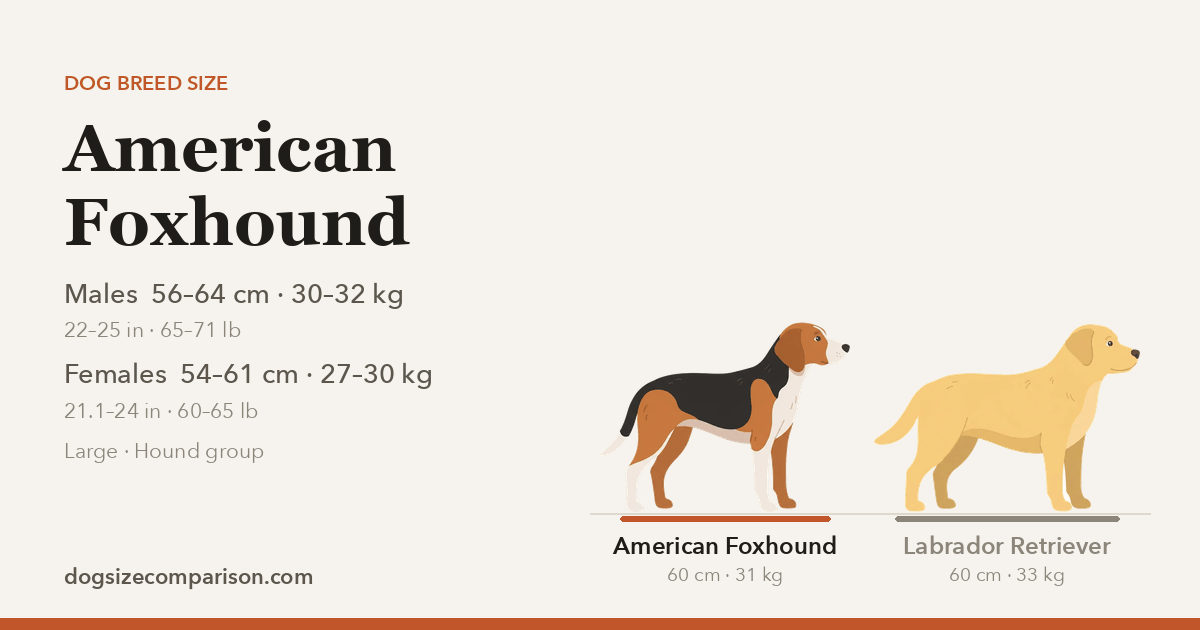 DOG BREED SIZE
American
Foxhound
Males 56–64 cm · 30–32 kg
22–25 in · 65–71 lb
Females 54–61 cm · 27–30 kg
21.1–24 in · 60–65 lb
Large · Hound group
dogsizecomparison.com
American Foxhound
60 cm · 31 kg
Labrador Retriever
60 cm · 33 kg